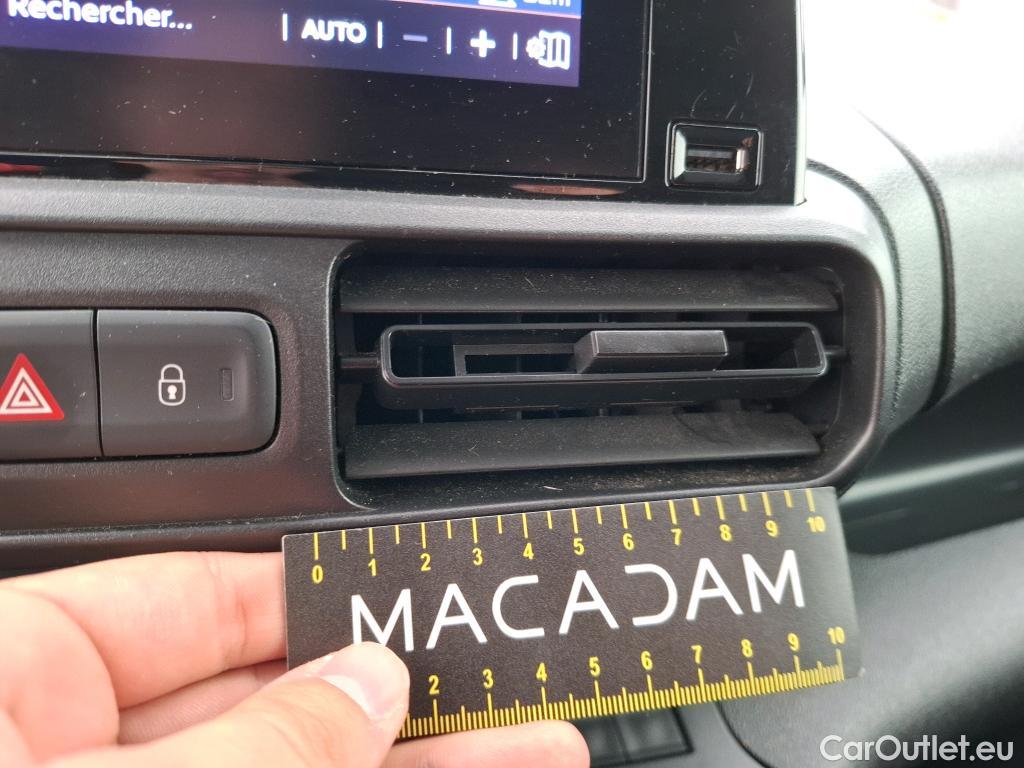 Rechercher...
| AUTO | − | + |
0 1 2 3 4 5 6 7 8 9 10
MACADAM
2 3 4 5 6 7 8 9 10
CarOutlet.eu